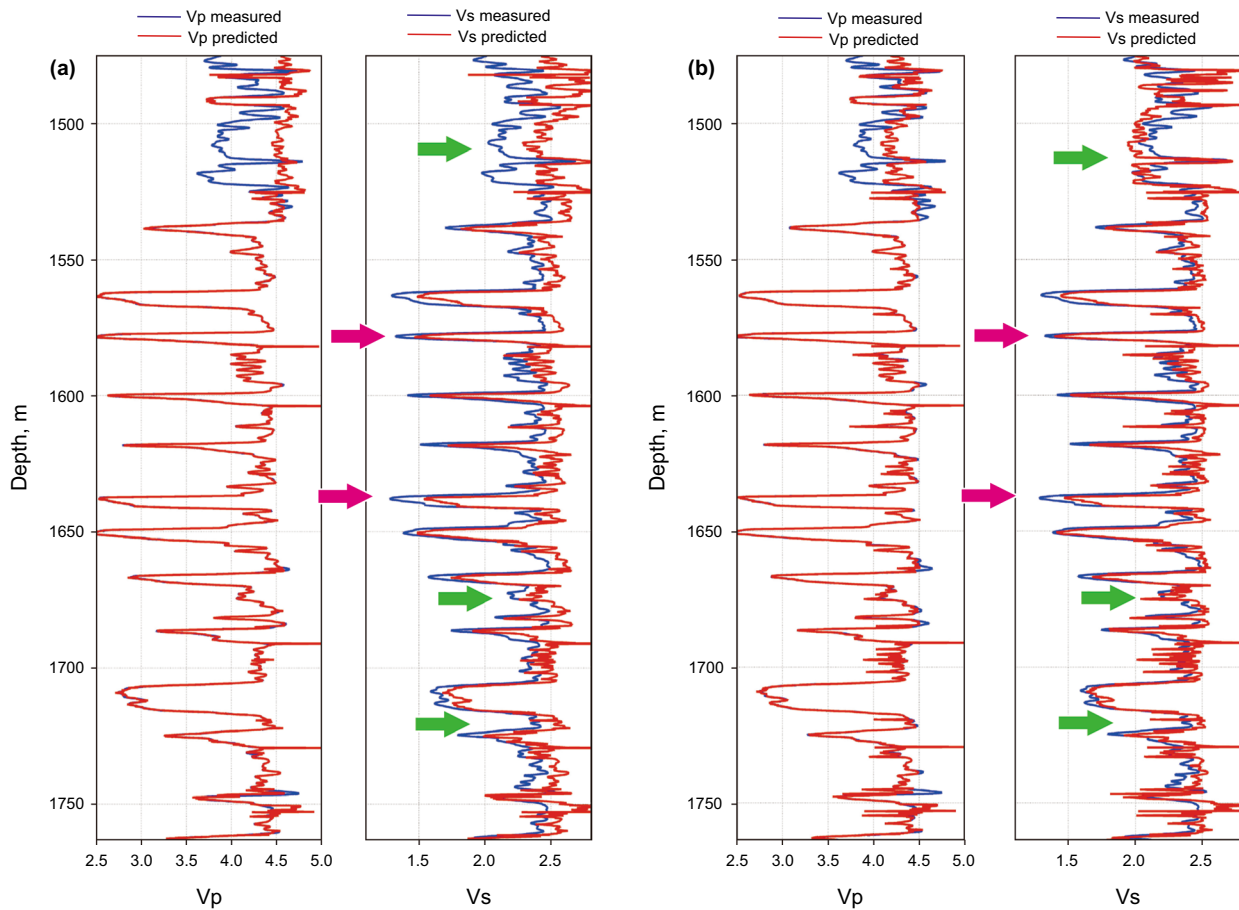 Vp measured
Vp predicted
Vs measured
Vs predicted
Vp measured
Vp predicted
Vs measured
Vs predicted
(a)
(b)
1500
1550
1600
1650
1700
1750
Depth, m
2.5 3.0 3.5 4.0 4.5 5.0
Vp
1.5 2.0 2.5
Vs
1500
1550
1600
1650
1700
1750
Depth, m
2.5 3.0 3.5 4.0 4.5 5.0
Vp
1.5 2.0 2.5
Vs